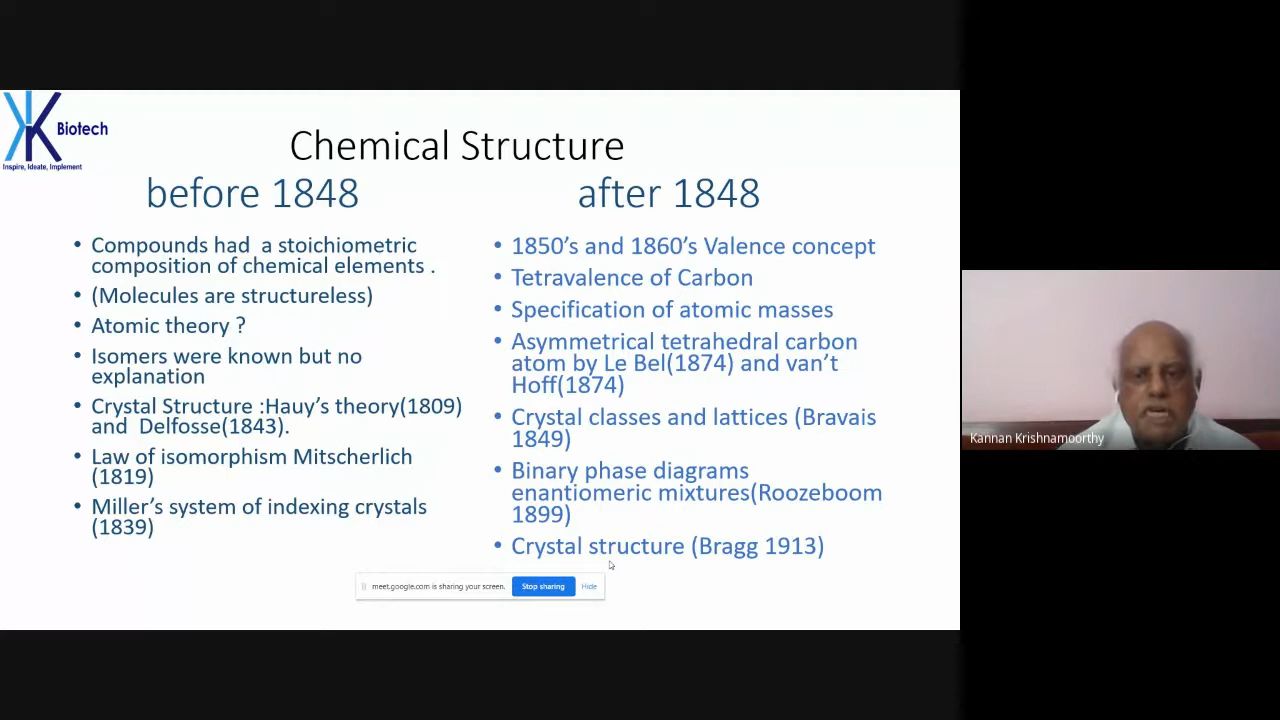 Biotech
Inspire, Ideate, Implement
Chemical Structure
before 1848
• Compounds had  a stoichiometric
composition of chemical elements .
• (Molecules are structureless)
• Atomic theory ?
• Isomers were known but no
explanation
• Crystal Structure :Hauy's theory(1809)
and  Delfosse(1843).
• Law of isomorphism Mitscherlich
(1819)
• Miller's system of indexing crystals
(1839)
after 1848
• 1850's and 1860's Valence concept
• Tetravalence of Carbon
• Specification of atomic masses
• Asymmetrical tetrahedral carbon
atom by Le Bel(1874) and van't
Hoff(1874)
• Crystal classes and lattices (Bravais
1849)
• Binary phase diagrams
enantiomeric mixtures(Roozeboom
1899)
• Crystal structure (Bragg 1913)
meet.google.com is sharing your screen. Stop sharing Hide
Kannan Krishnamoorthy